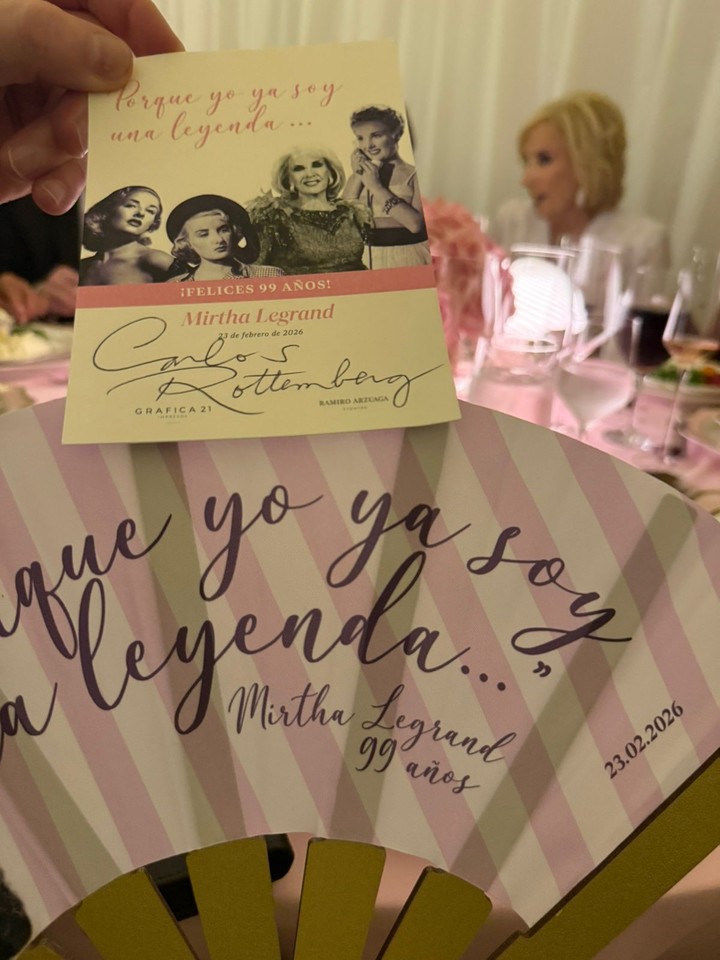 Porque yo ya soy
una leyenda ...
¡FELICES 99 AÑOS!
Mirtha Legrand
23 de febrero de 2026
Carlos
Rottemberg
GRAFICA 21
RAMIRO ARZUAGA
rque yo ya soy
a leyenda..."
Mirtha Legrand
99 años
23.02.2026